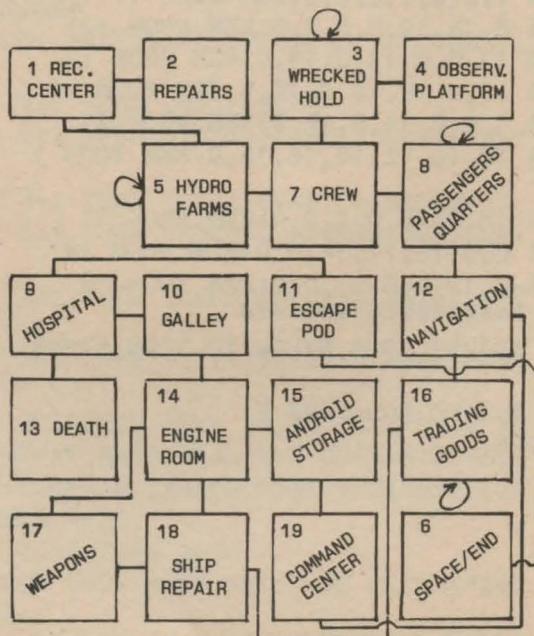 1 REC.
CENTER
2
REPAIRS
3
WRECKED
HOLD
4 OBSERV.
PLATFORM
5 HYDRO
FARMS
7 CREW
8
PASSENGERS
QUARTERS
9
HOSPITAL
10
GALLEY
11
ESCAPE
POD
12
NAVIGATION
13 DEATH
14
ENGINE
ROOM
15
ANDROID
STORAGE
16
TRADING
GOODS
17
WEAPONS
18
SHIP
REPAIR
19
COMMAND
CENTER
6
SPACE/END